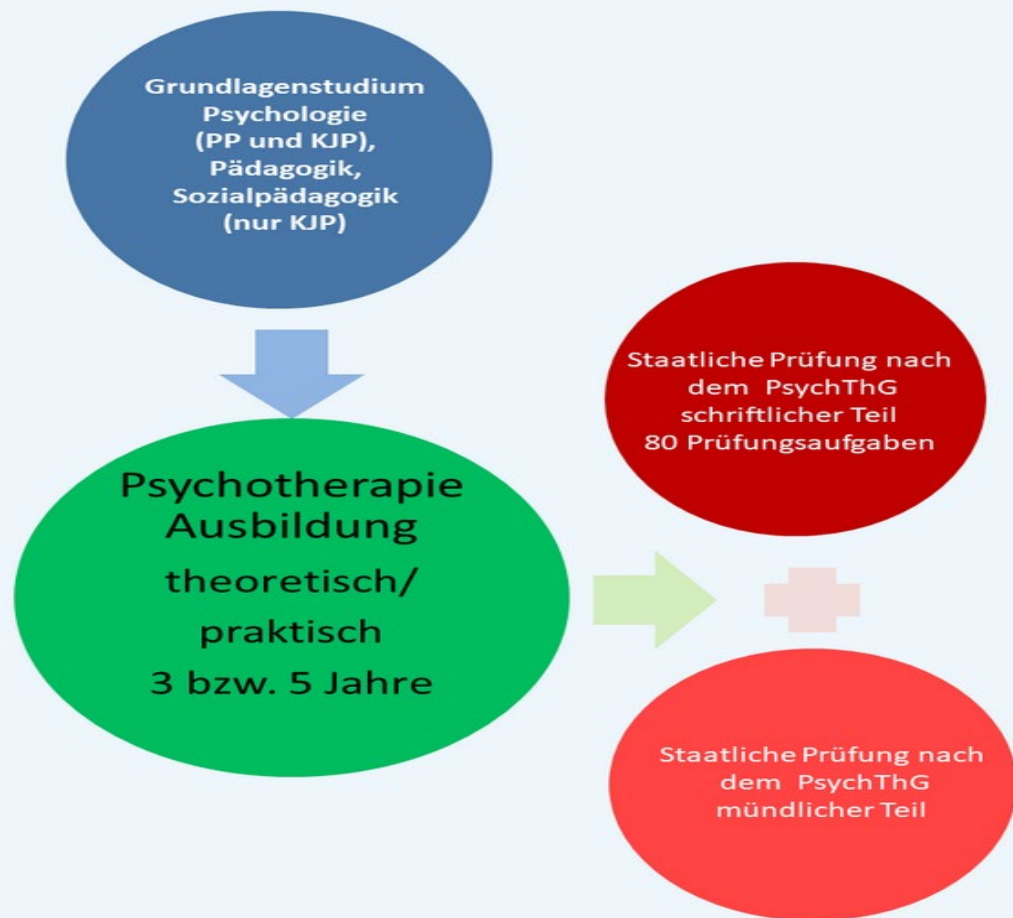 Grundlagenstudium
Psychologie
(PP und KJP),
Pädagogik,
Sozialpädagogik
(nur KJP)
Psychotherapie
Ausbildung
theoretisch/
praktisch
3 bzw. 5 Jahre
Staatliche Prüfung nach
dem PsychThG
schriftlicher Teil
80 Prüfungsaufgaben
Staatliche Prüfung nach
dem PsychThG
mündlicher Teil